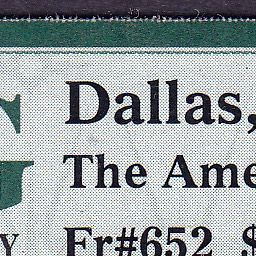 Dallas,
The Ame
Y Fr#652 $